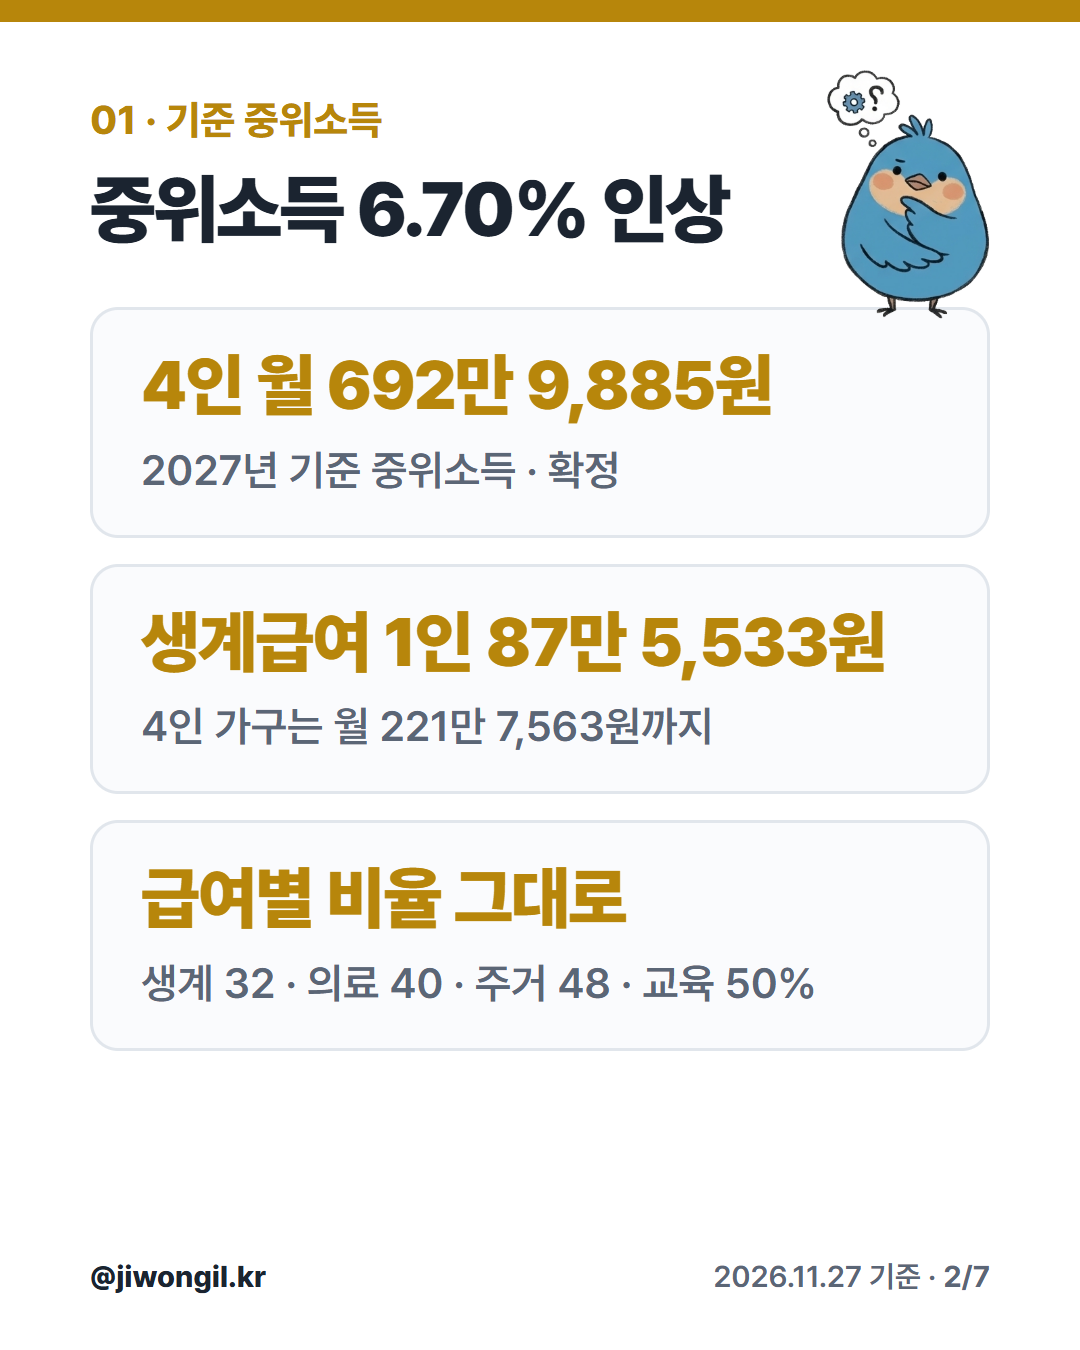 01 · 기준 중위소득
중위소득 6.70% 인상
4인 월 692만 9,885원
2027년 기준 중위소득 · 확정
생계급여 1인 87만 5,533원
4인 가구는 월 221만 7,563원까지
급여별 비율 그대로
생계 32 · 의료 40 · 주거 48 · 교육 50%
@jiwongil.kr
2026.11.27 기준 · 2/7